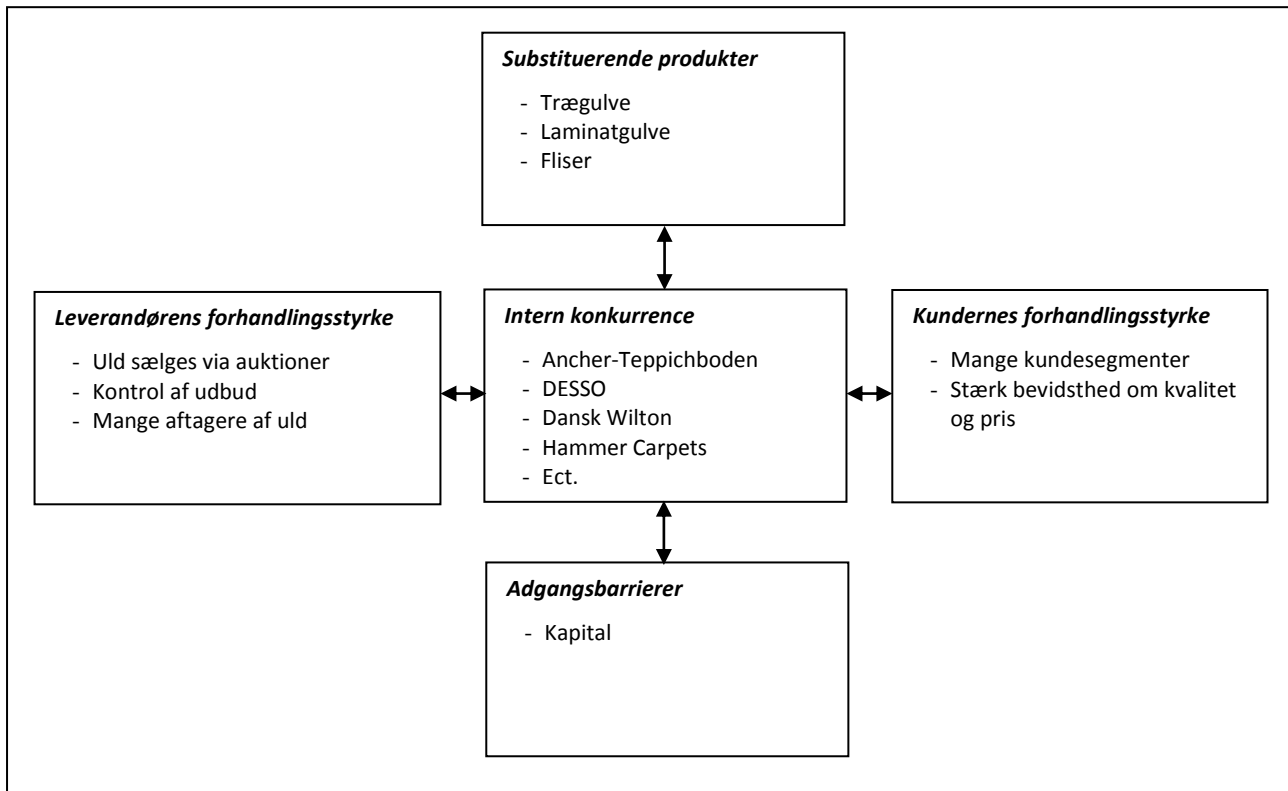 Substituerende produkter
- Trægulve
- Laminatgulve
- Fliser
Leverandørens forhandlingsstyrke
- Uld sælges via auktioner
- Kontrol af udbud
- Mange aftagere af uld
Intern konkurrence
- Ancher-Teppichboden
- DESSO
- Dansk Wilton
- Hammer Carpets
- Ect.
Kundernes forhandlingsstyrke
- Mange kundesegmenter
- Stærk bevidsthed om kvalitet
og pris
Adgangsbarrierer
- Kapital